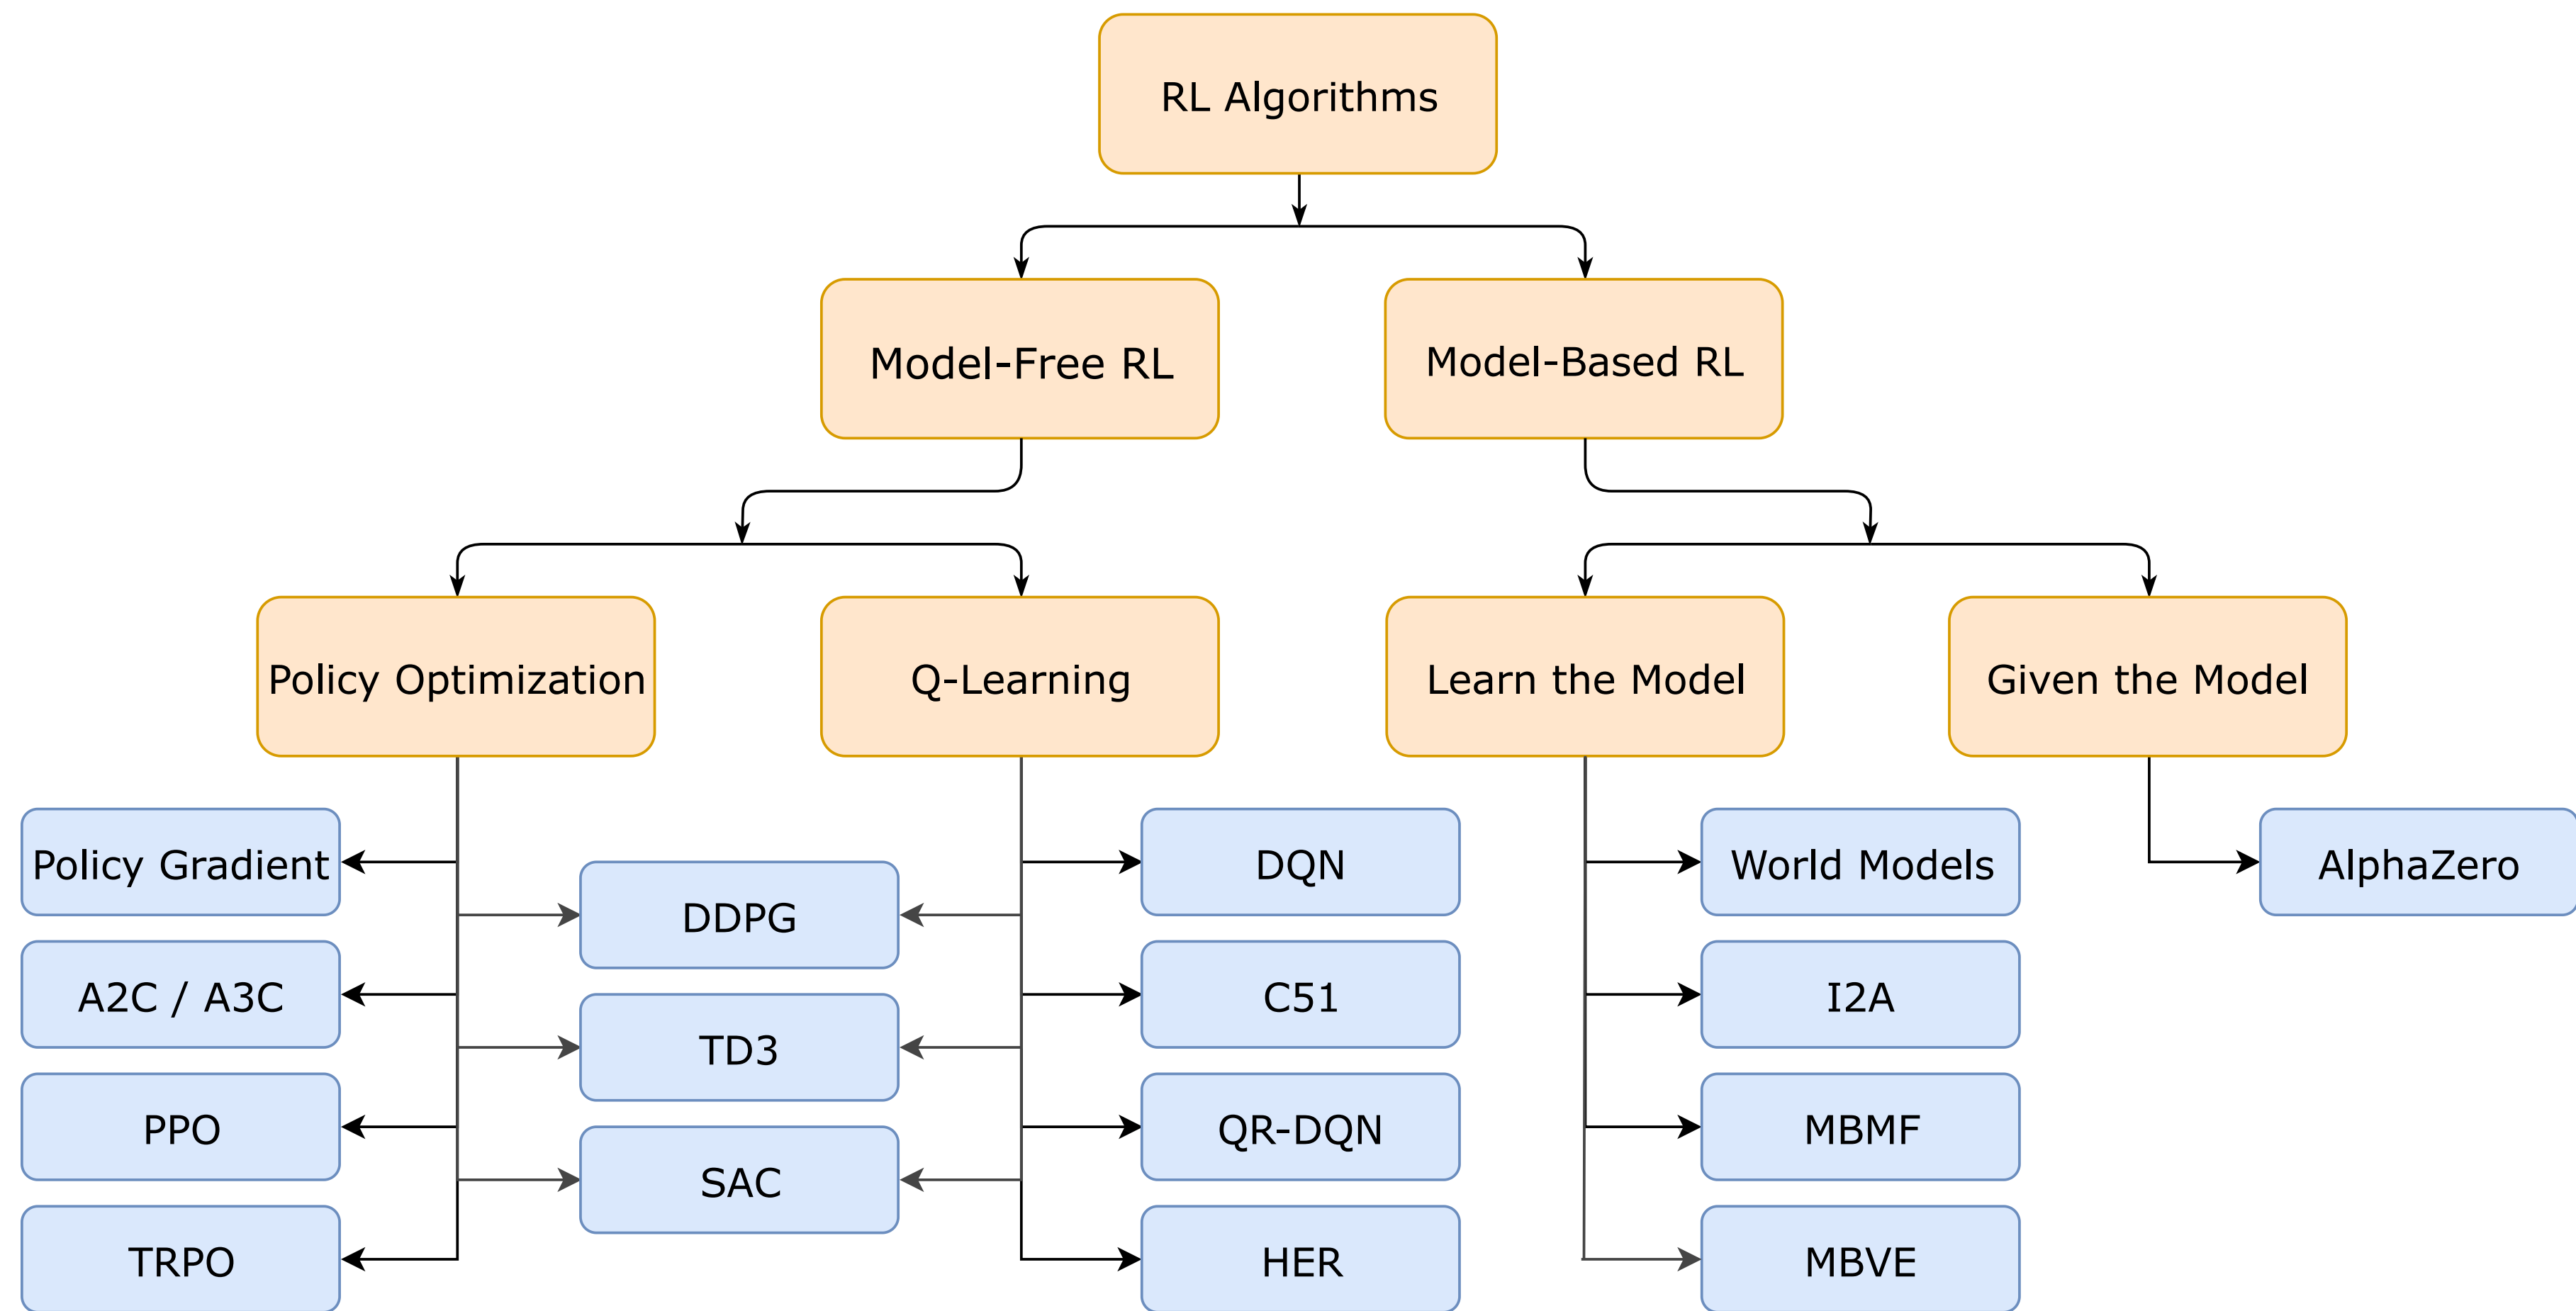 RL Algorithms
Model-Free RL
Model-Based RL
Policy Optimization
Q-Learning
Learn the Model
Given the Model
Policy Gradient
A2C / A3C
PPO
TRPO
DDPG
TD3
SAC
DQN
C51
QR-DQN
HER
World Models
I2A
MBMF
MBVE
AlphaZero